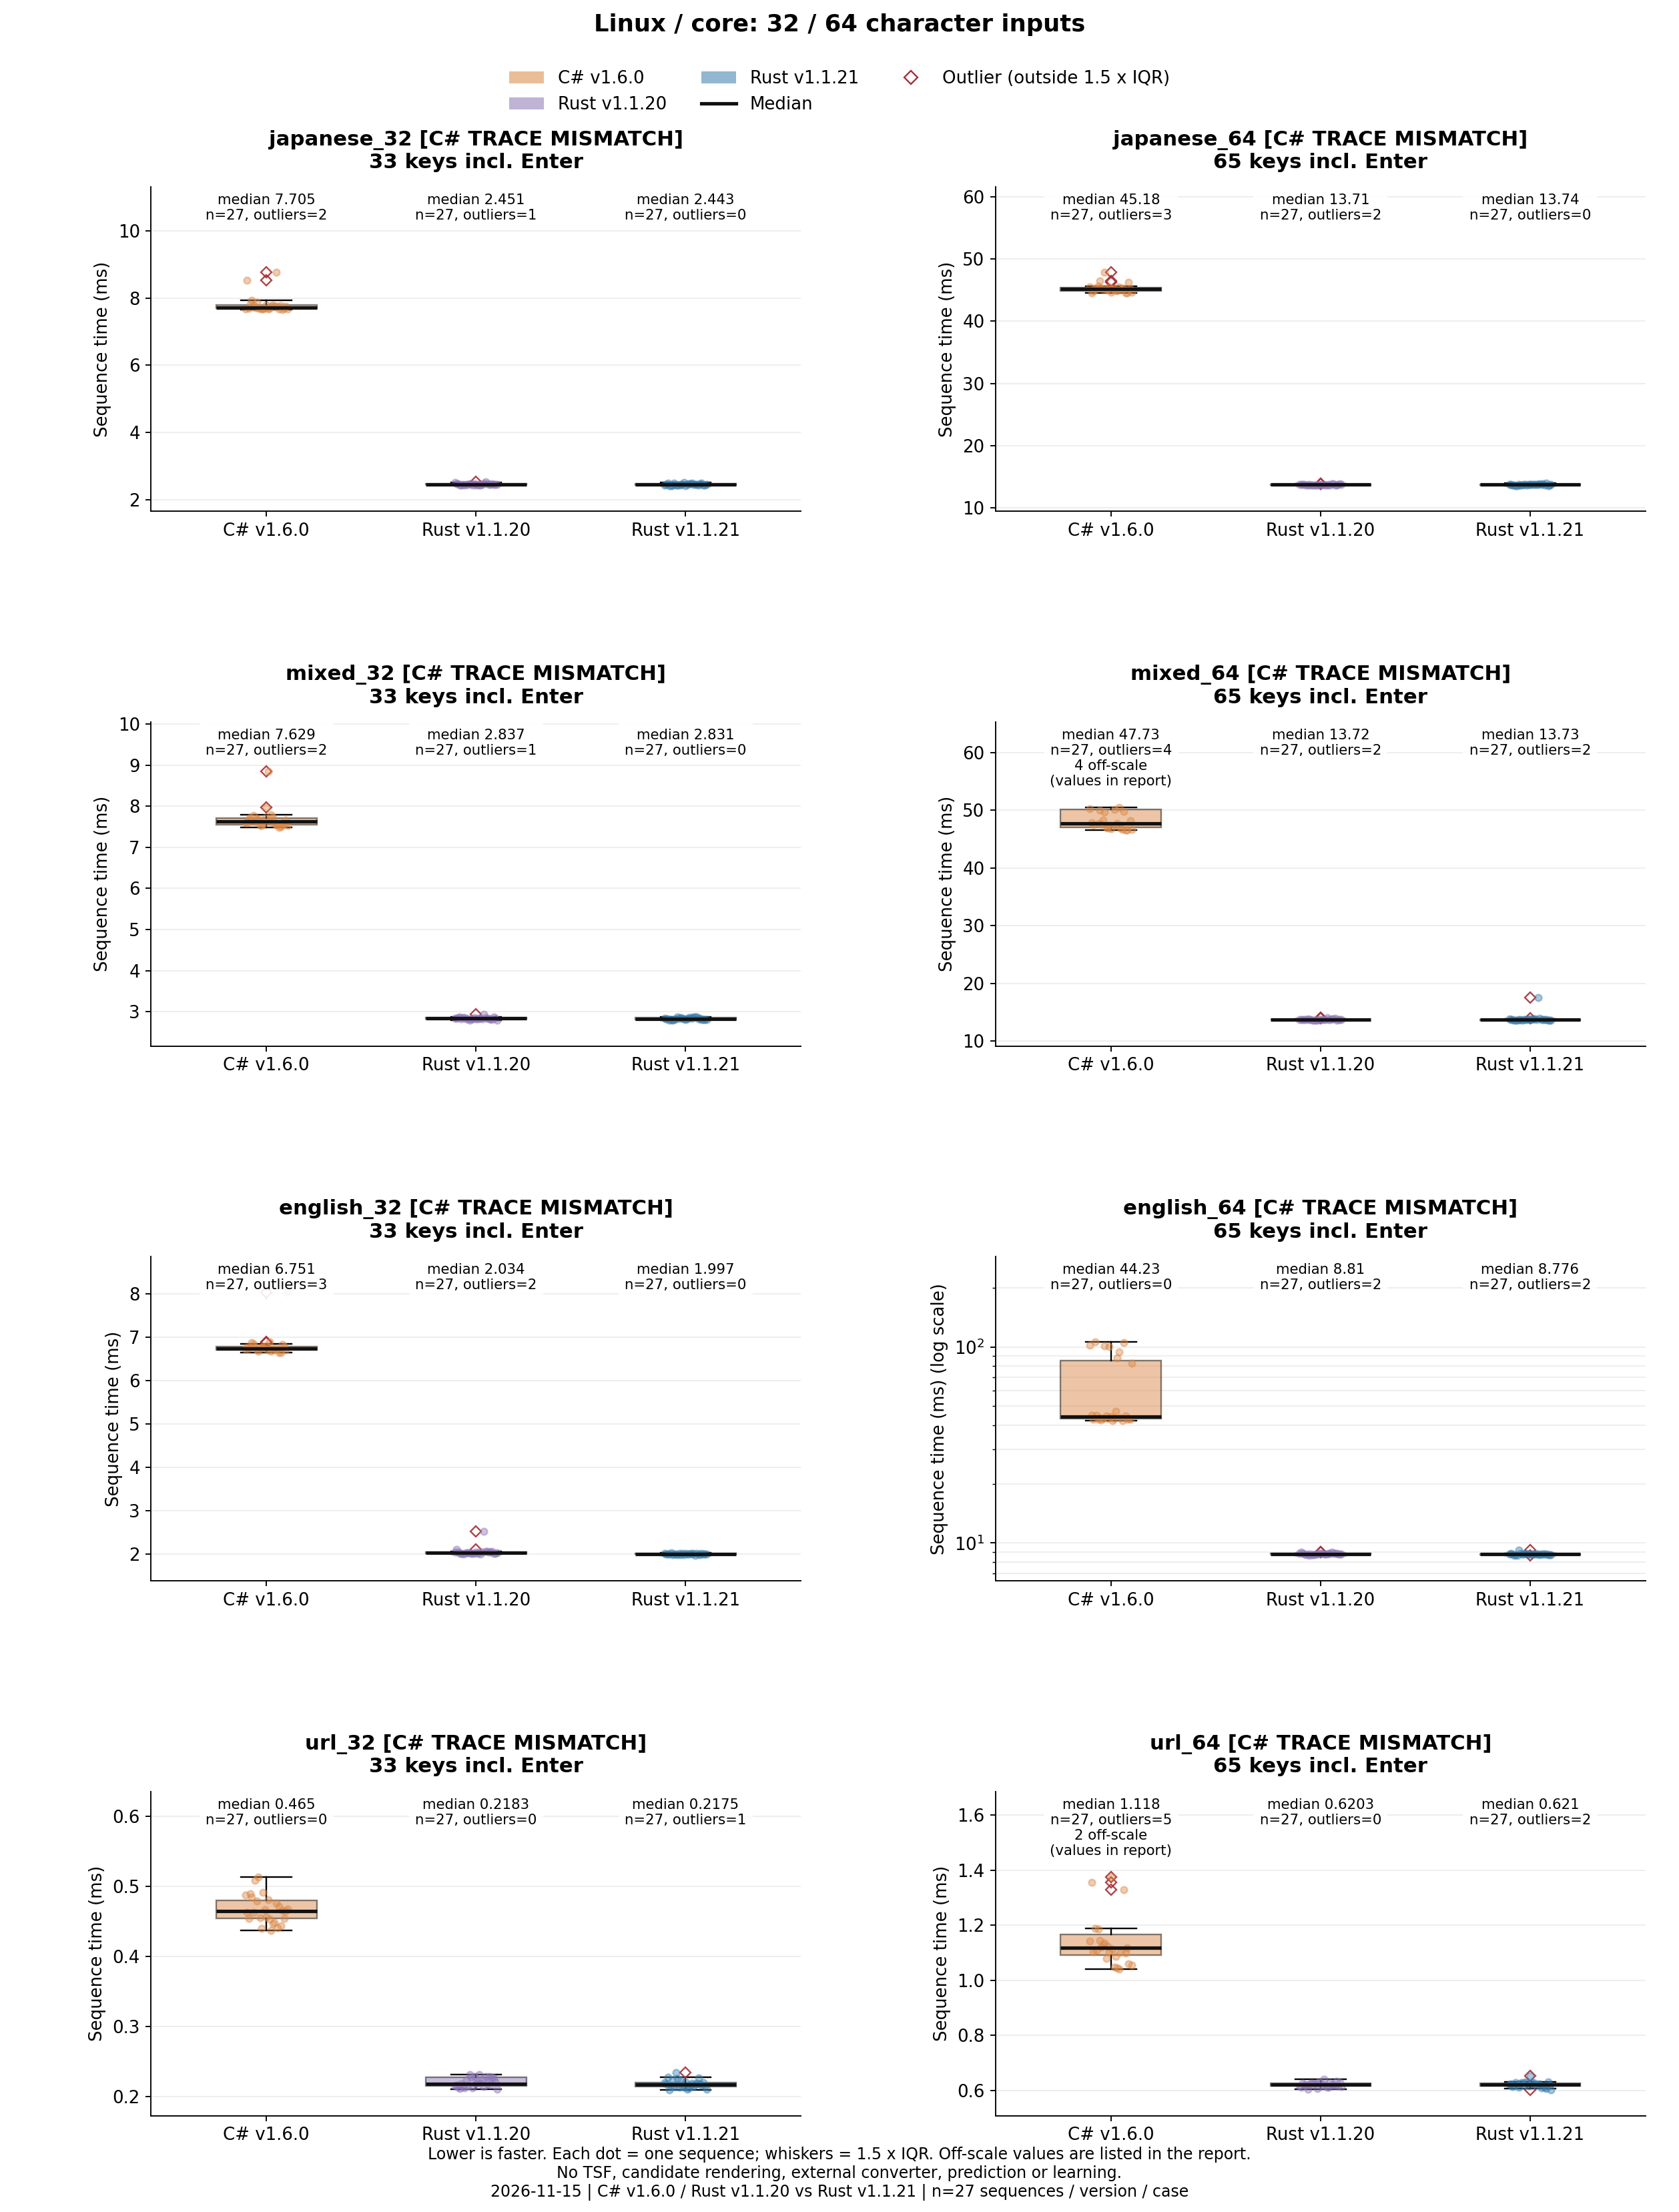 Linux / core: 32 / 64 character inputs
C# v1.6.0
Rust v1.1.20
Rust v1.1.21
Median
Outlier (outside 1.5 x IQR)
japanese_32 [C# TRACE MISMATCH]
33 keys incl. Enter
median 7.705
n=27, outliers=2
median 2.451
n=27, outliers=1
median 2.443
n=27, outliers=0
Sequence time (ms)
10
8
6
4
2
C# v1.6.0
Rust v1.1.20
Rust v1.1.21
japanese_64 [C# TRACE MISMATCH]
65 keys incl. Enter
median 45.18
n=27, outliers=3
median 13.71
n=27, outliers=2
median 13.74
n=27, outliers=0
Sequence time (ms)
60
50
40
30
20
10
C# v1.6.0
Rust v1.1.20
Rust v1.1.21
mixed_32 [C# TRACE MISMATCH]
33 keys incl. Enter
median 7.629
n=27, outliers=2
median 2.837
n=27, outliers=1
median 2.831
n=27, outliers=0
Sequence time (ms)
10
9
8
7
6
5
4
3
C# v1.6.0
Rust v1.1.20
Rust v1.1.21
mixed_64 [C# TRACE MISMATCH]
65 keys incl. Enter
median 47.73
n=27, outliers=4
4 off-scale
(values in report)
median 13.72
n=27, outliers=2
median 13.73
n=27, outliers=2
Sequence time (ms)
60
50
40
30
20
10
C# v1.6.0
Rust v1.1.20
Rust v1.1.21
english_32 [C# TRACE MISMATCH]
33 keys incl. Enter
median 6.751
n=27, outliers=3
median 2.034
n=27, outliers=2
median 1.997
n=27, outliers=0
Sequence time (ms)
8
7
6
5
4
3
2
C# v1.6.0
Rust v1.1.20
Rust v1.1.21
english_64 [C# TRACE MISMATCH]
65 keys incl. Enter
median 44.23
n=27, outliers=0
median 8.81
n=27, outliers=2
median 8.776
n=27, outliers=2
Sequence time (ms) (log scale)
10²
10¹
C# v1.6.0
Rust v1.1.20
Rust v1.1.21
url_32 [C# TRACE MISMATCH]
33 keys incl. Enter
median 0.465
n=27, outliers=0
median 0.2183
n=27, outliers=0
median 0.2175
n=27, outliers=1
Sequence time (ms)
0.6
0.5
0.4
0.3
0.2
C# v1.6.0
Rust v1.1.20
Rust v1.1.21
url_64 [C# TRACE MISMATCH]
65 keys incl. Enter
median 1.118
n=27, outliers=5
2 off-scale
(values in report)
median 0.6203
n=27, outliers=0
median 0.621
n=27, outliers=2
Sequence time (ms)
1.6
1.4
1.2
1.0
0.8
0.6
C# v1.6.0
Rust v1.1.20
Rust v1.1.21
Lower is faster. Each dot = one sequence; whiskers = 1.5 x IQR. Off-scale values are listed in the report.
No TSF, candidate rendering, external converter, prediction or learning.
2026-11-15 | C# v1.6.0 / Rust v1.1.20 vs Rust v1.1.21 | n=27 sequences / version / case